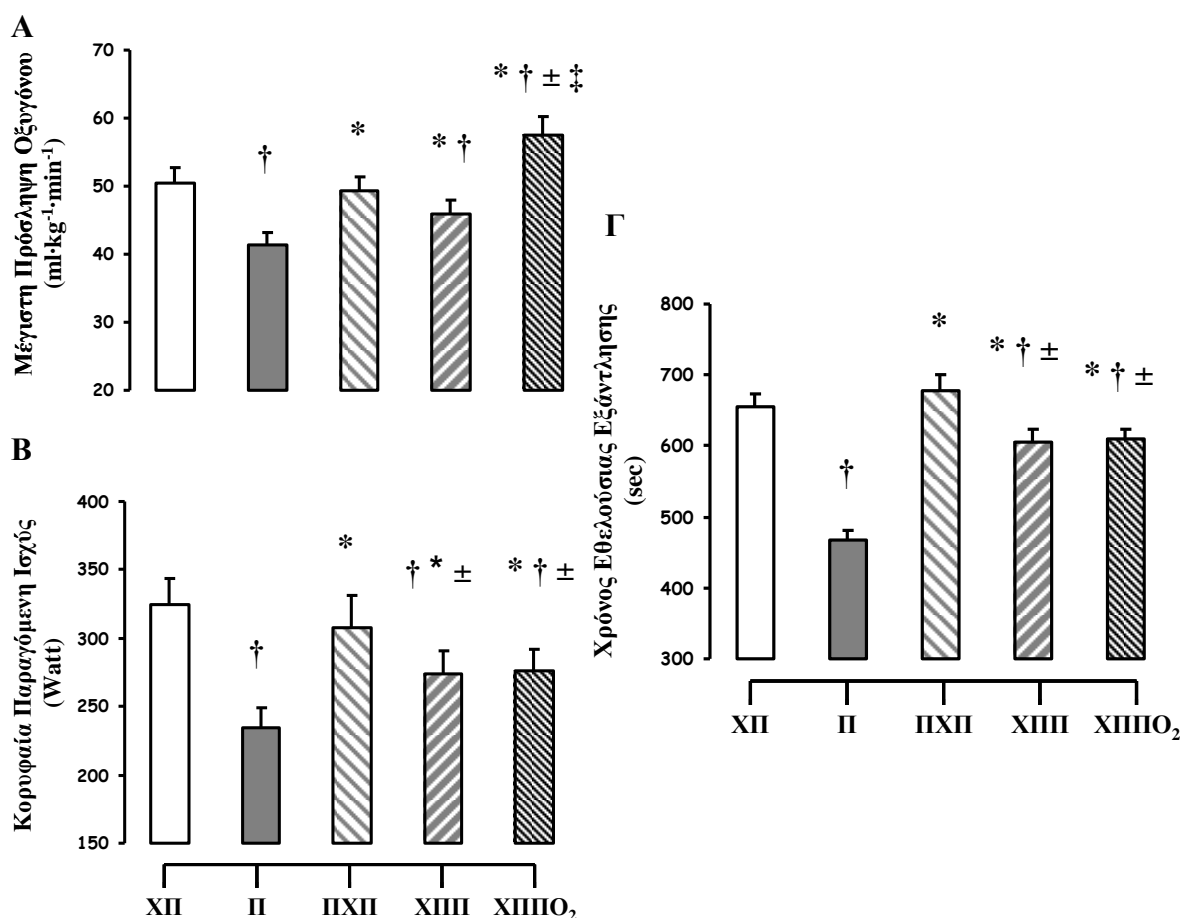 Α
Μέγιστη Πρόσληψη Οξυγόνου
(ml·kg⁻¹·min⁻¹)
70
60
50
40
30
20
†
*
* †
* † ± ‡
Β
Κορυφαία Παραγόμενη Ισχύς
(Watt)
400
350
300
250
200
150
†
*
† * ±
* † ±
ΧΠ Π ΠΧΠ ΧΠΠ ΧΠΠΟ₂
Γ
Χρόνος Εθελούσιας Εξάντλησης
(sec)
800
700
600
500
400
300
†
*
* † ±
* † ±
ΧΠ Π ΠΧΠ ΧΠΠ ΧΠΠΟ₂